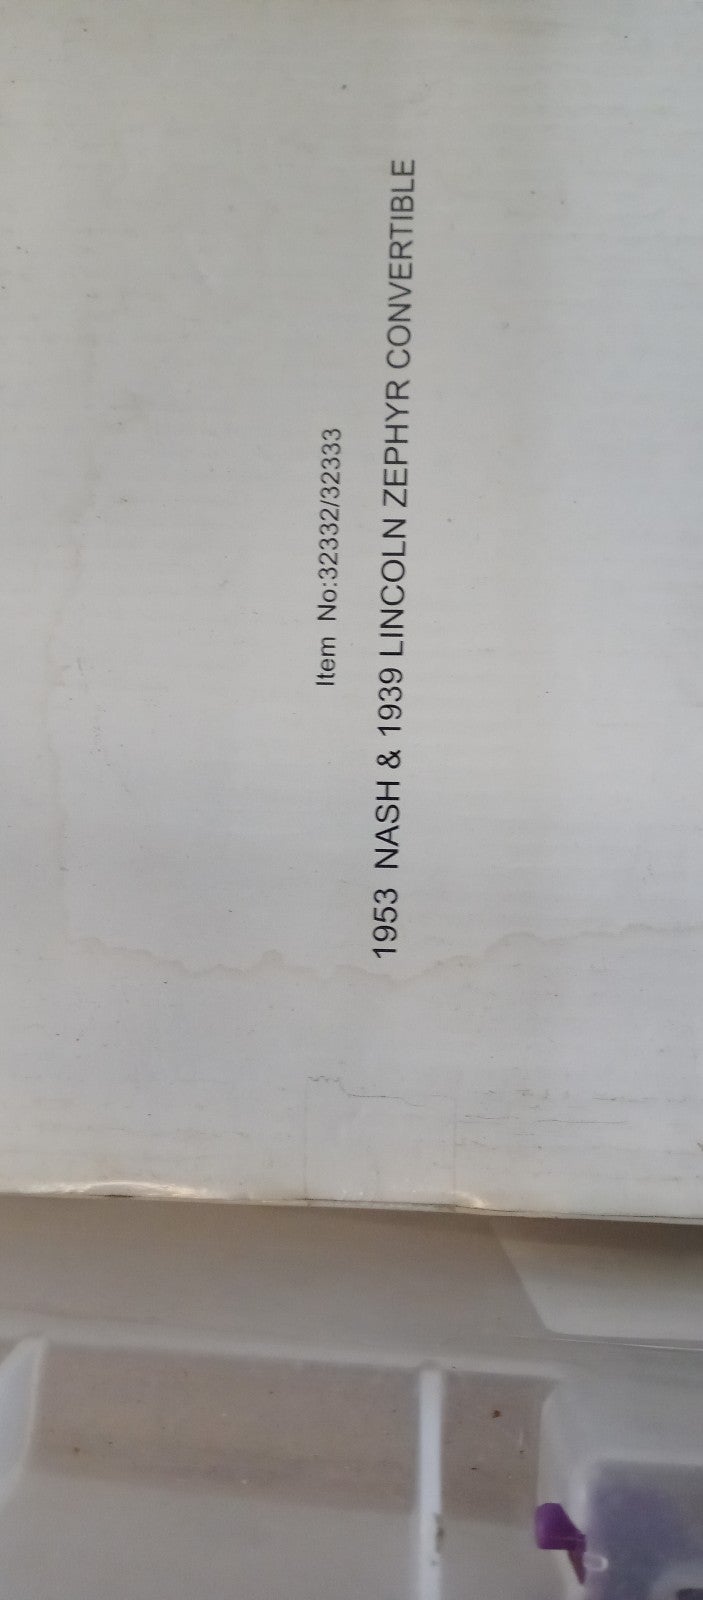 Item No:32332/32333
1953 NASH & 1939 LINCOLN ZEPHYR CONVERTIBLE